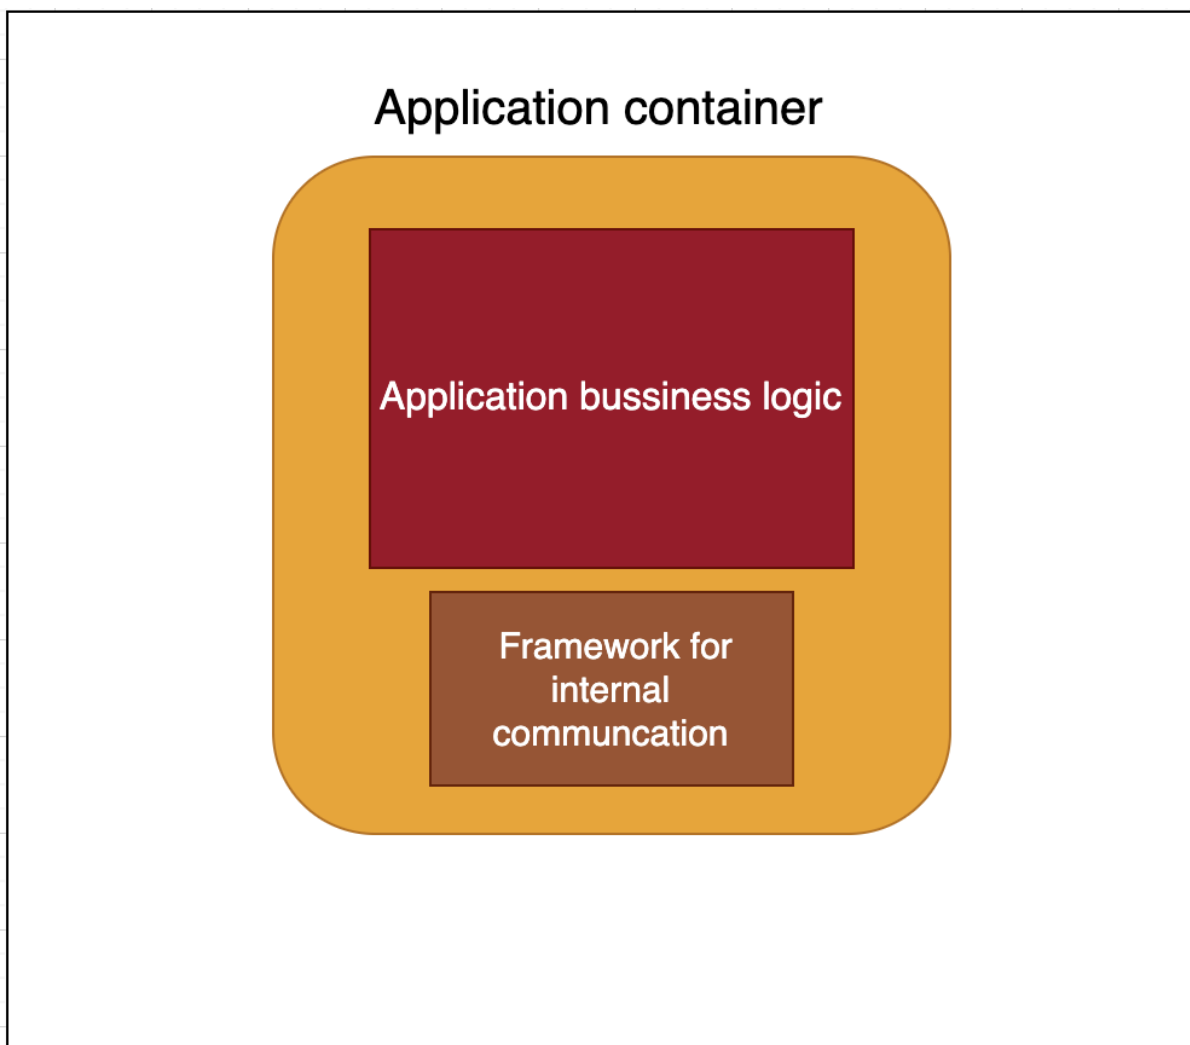 Application container
Application bussiness logic
Framework for
internal
communcation